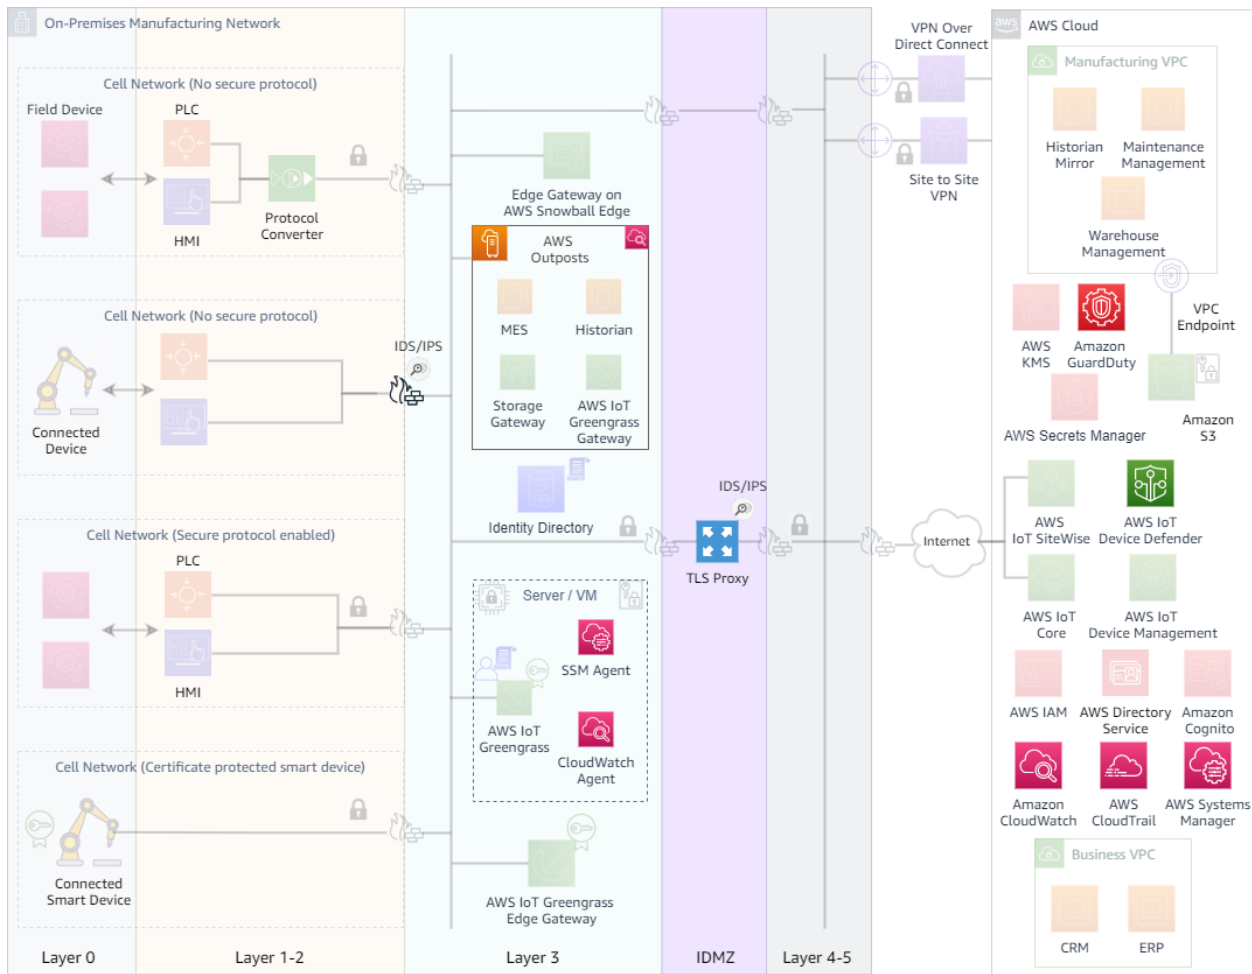 On-Premises Manufacturing Network
Cell Network (No secure protocol)
Field Device
PLC
HMI
Protocol
Converter
Cell Network (No secure protocol)
Connected
Device
IDS/IPS
Cell Network (Secure protocol enabled)
PLC
HMI
Cell Network (Certificate protected smart device)
Connected
Smart Device
Edge Gateway on
AWS Snowball Edge
AWS
Outposts
MES
Historian
Storage
Gateway
AWS IoT
Greengrass
Gateway
Identity Directory
Server / VM
SSM Agent
AWS IoT
Greengrass
CloudWatch
Agent
AWS IoT Greengrass
Edge Gateway
IDS/IPS
TLS Proxy
Layer 0
Layer 1-2
Layer 3
IDMZ
Layer 4-5
VPN Over
Direct Connect
Site to Site
VPN
Internet
aws
AWS Cloud
Manufacturing VPC
Historian
Mirror
Maintenance
Management
Warehouse
Management
VPC
Endpoint
AWS
KMS
Amazon
GuardDuty
AWS Secrets Manager
Amazon
S3
AWS
IoT SiteWise
AWS IoT
Device Defender
AWS IoT
Core
AWS IoT
Device Management
AWS IAM
AWS Directory
Service
Amazon
Cognito
Amazon
CloudWatch
AWS
CloudTrail
AWS Systems
Manager
Business VPC
CRM
ERP